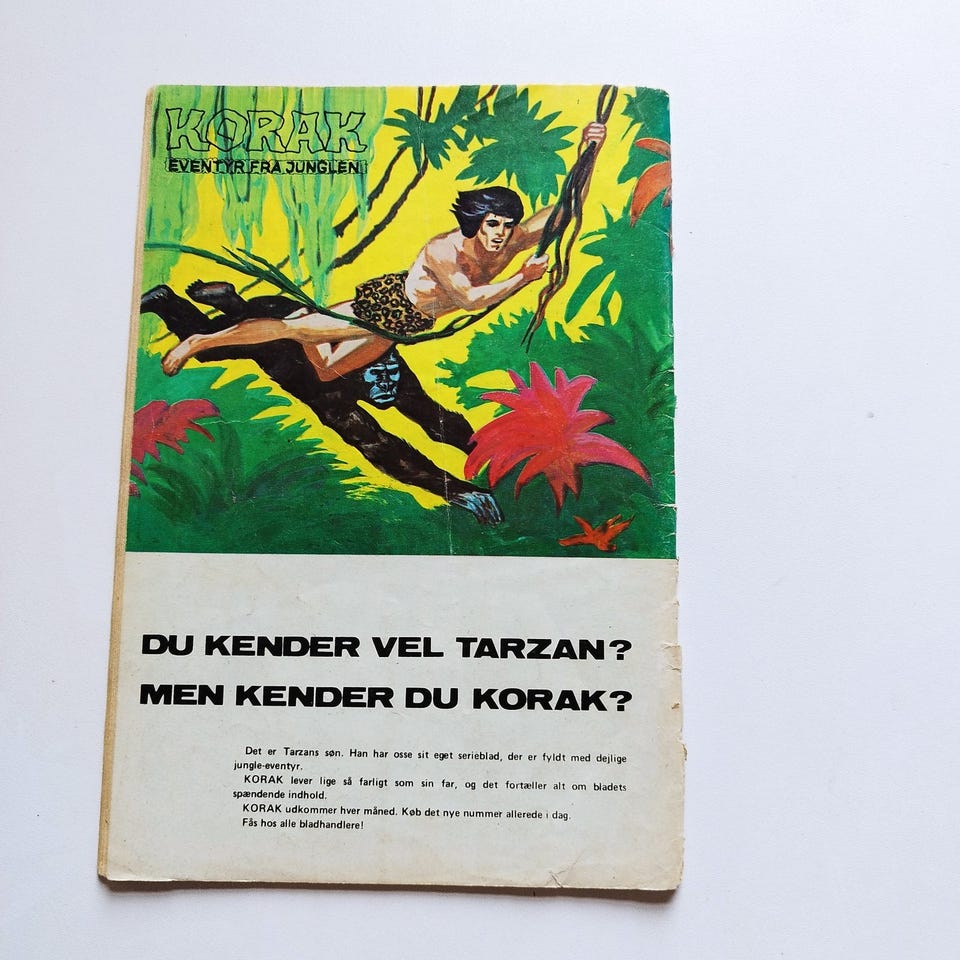 KORAK
EVENTYR FRA JUNGLEN
DU KENDER VEL TARZAN?
MEN KENDER DU KORAK?
Det er Tarzans søn. Han har osse sit eget serieblad, der er fyldt med dejlige
jungle-eventyr.
KORAK lever lige så farligt som sin far, og det fortæller alt om bladets
spændende indhold.
KORAK udkommer hver måned. Køb det nye nummer allerede i dag.
Fås hos alle bladhandlere!